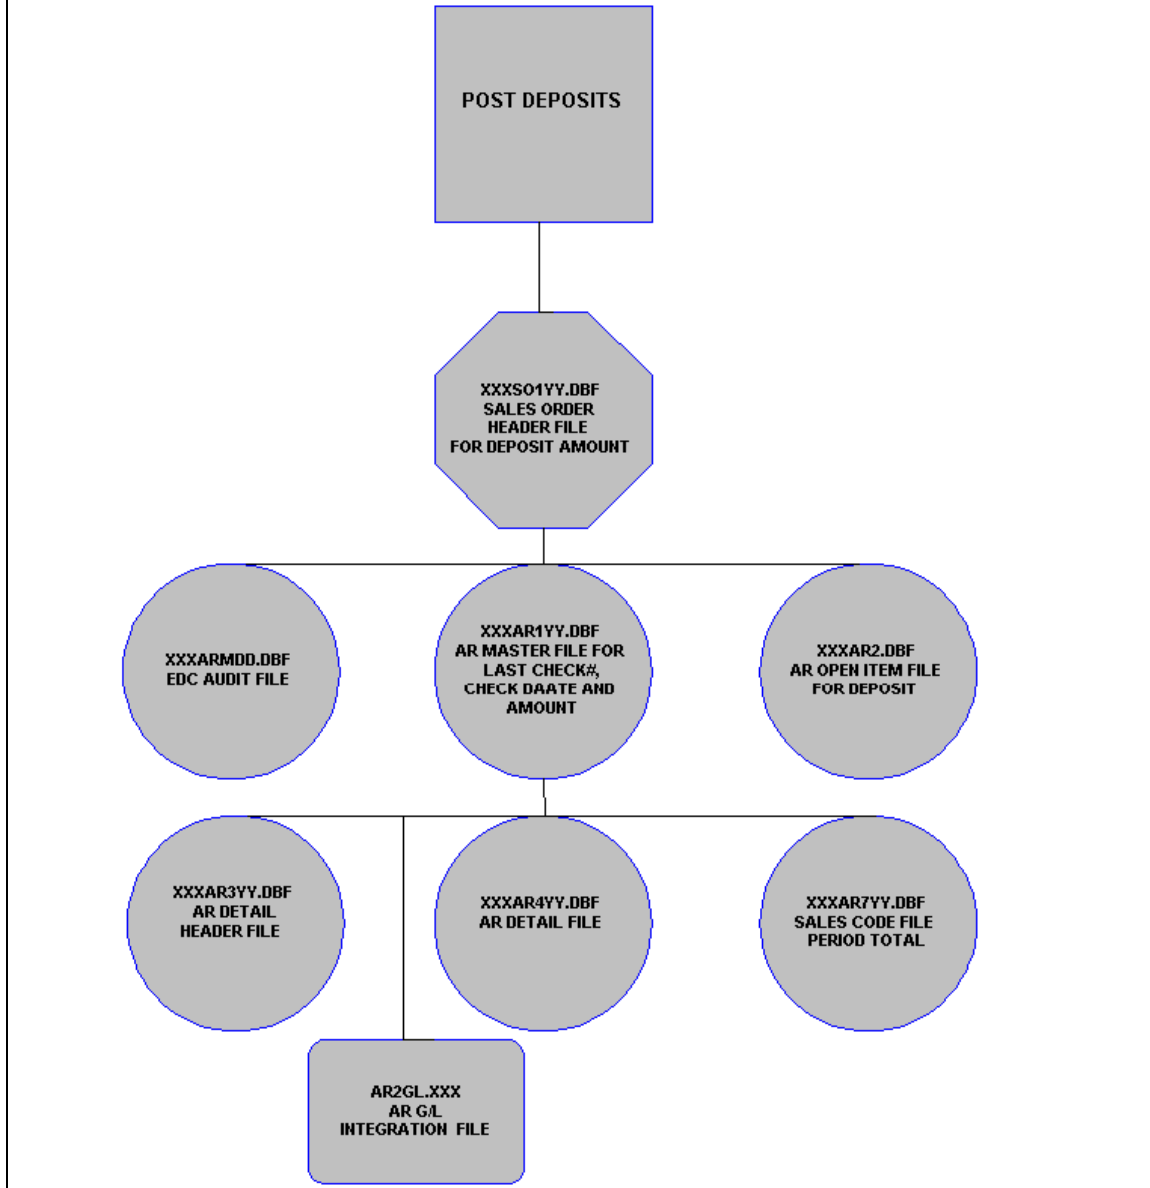 POST DEPOSITS
XXXSO1YY.DBF
SALES ORDER
HEADER FILE
FOR DEPOSIT AMOUNT
XXXARMDD.DBF
EDC AUDIT FILE
XXXAR1YY.DBF
AR MASTER FILE FOR
LAST CHECK#,
CHECK DAATE AND
AMOUNT
XXXAR2.DBF
AR OPEN ITEM FILE
FOR DEPOSIT
XXXAR3YY.DBF
AR DETAIL
HEADER FILE
XXXAR4YY.DBF
AR DETAIL FILE
XXXAR7YY.DBF
SALES CODE FILE
PERIOD TOTAL
AR2GL.XXX
AR G/L
INTEGRATION FILE